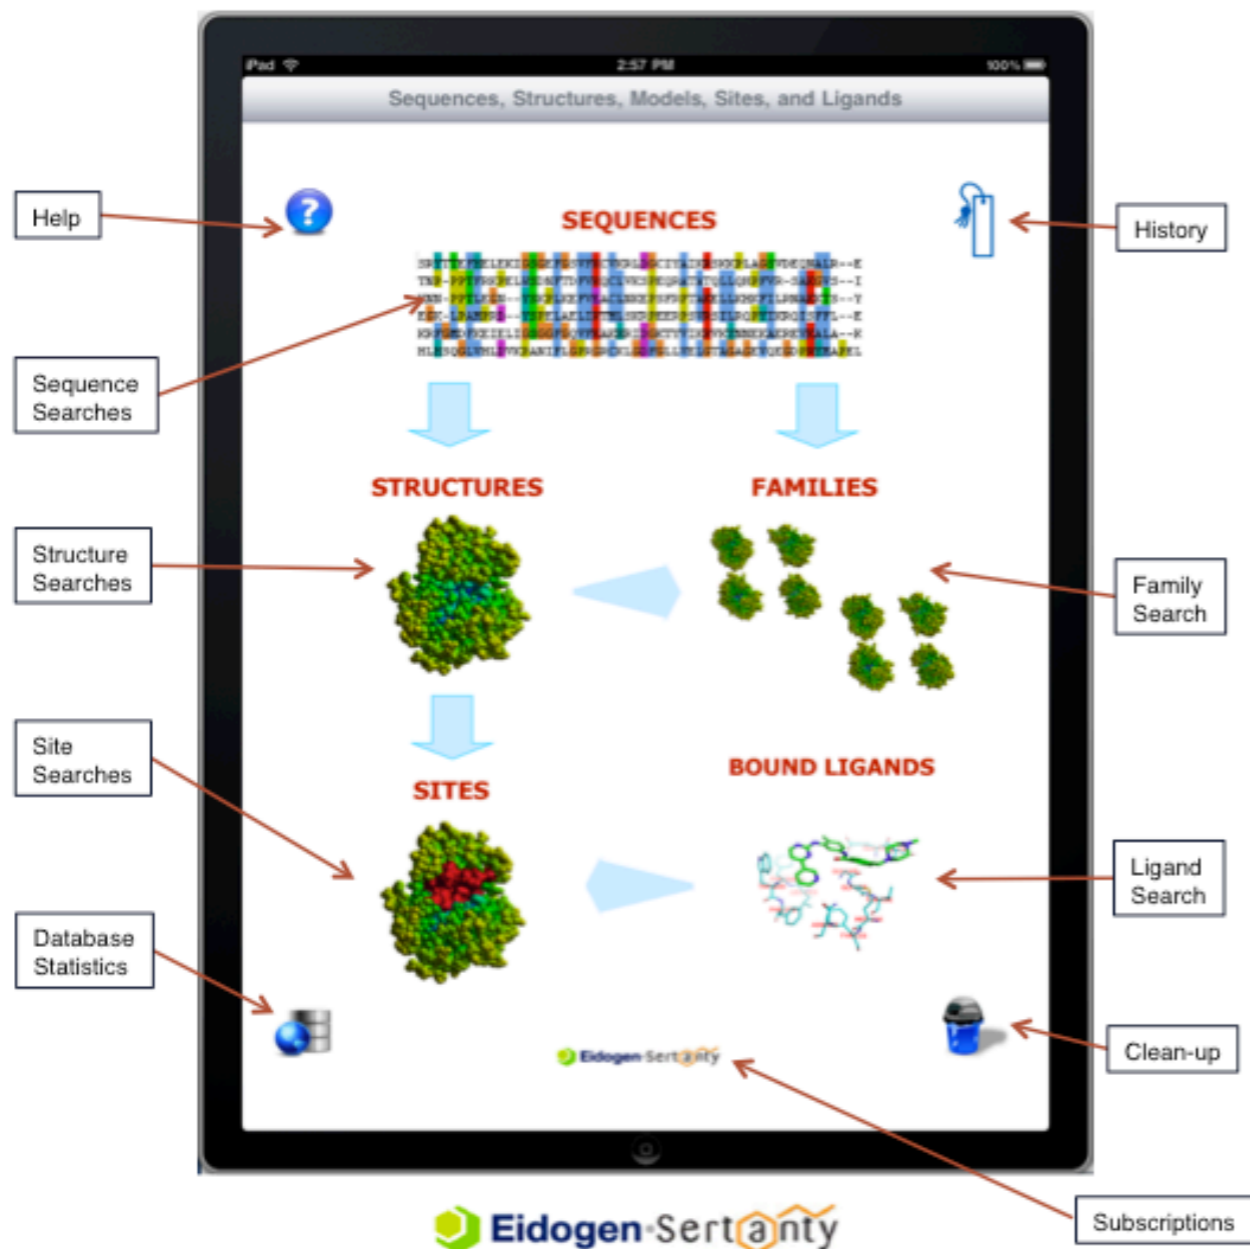 iPad 2:57 PM 100%
Sequences, Structures, Models, Sites, and Ligands
Help
History
SEQUENCES
Sequence
Searches
STRUCTURES
FAMILIES
Structure
Searches
Family
Search
Site
Searches
BOUND LIGANDS
SITES
Ligand
Search
Database
Statistics
Clean-up
Eidogen-Sertanty
Subscriptions
Eidogen-Sertanty